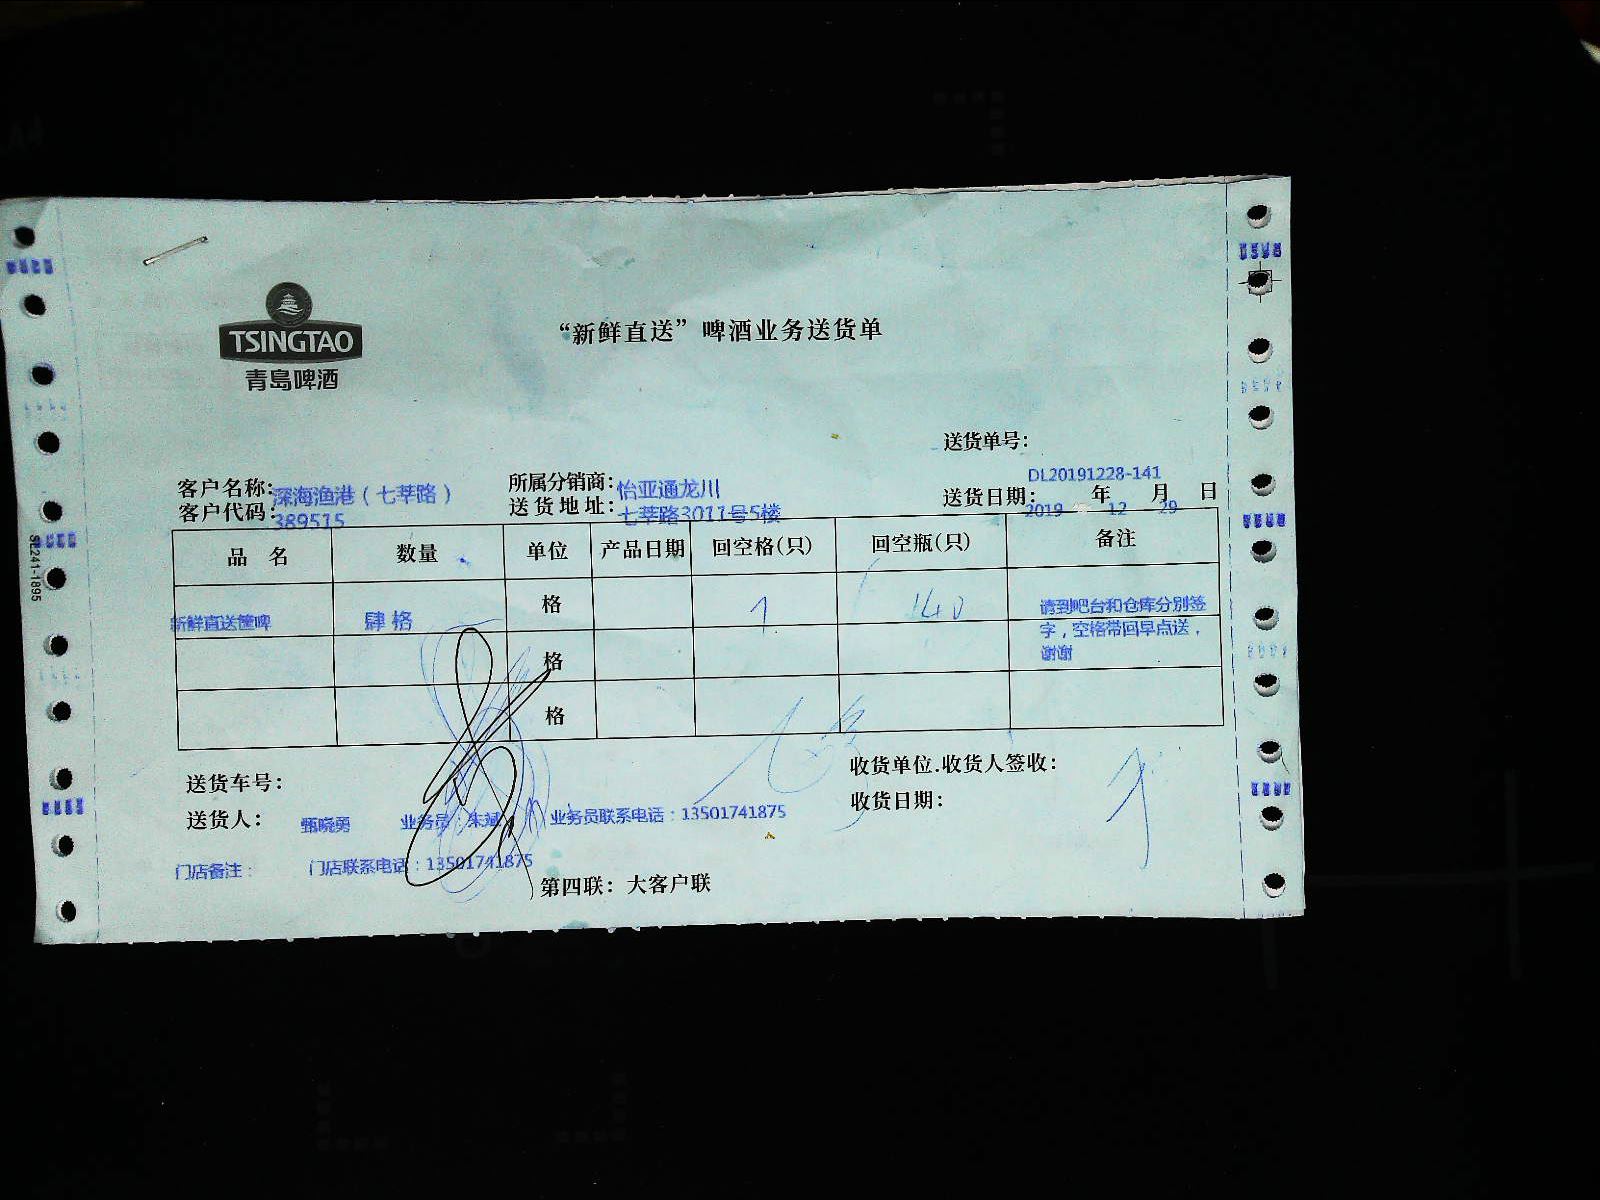 TSINGTAO
青岛啤酒
“新鲜直送”啤酒业务送货单
送货单号：
DL20191228-141
客户名称：深海渔港（七莘路） 所属分销商：怡亚通龙川 送货日期： 2019 年 12 月 29 日
客户代码：389515 送货地址：七莘路3011号5楼
品 名 数量 单位 产品日期 回空格(只) 回空瓶(只) 备注
新鲜直送箧啤 肆格 格 7 140 请到吧台和仓库分别签
字，空格带回早点送，
谢谢
格
格
送货车号： 收货单位.收货人签收：
收货日期：
送货人： 甄晓勇 业务员：朱斌 业务员联系电话：13501741875
门店备注： 门店联系电话：13501741875
第四联：大客户联
SL241-1895